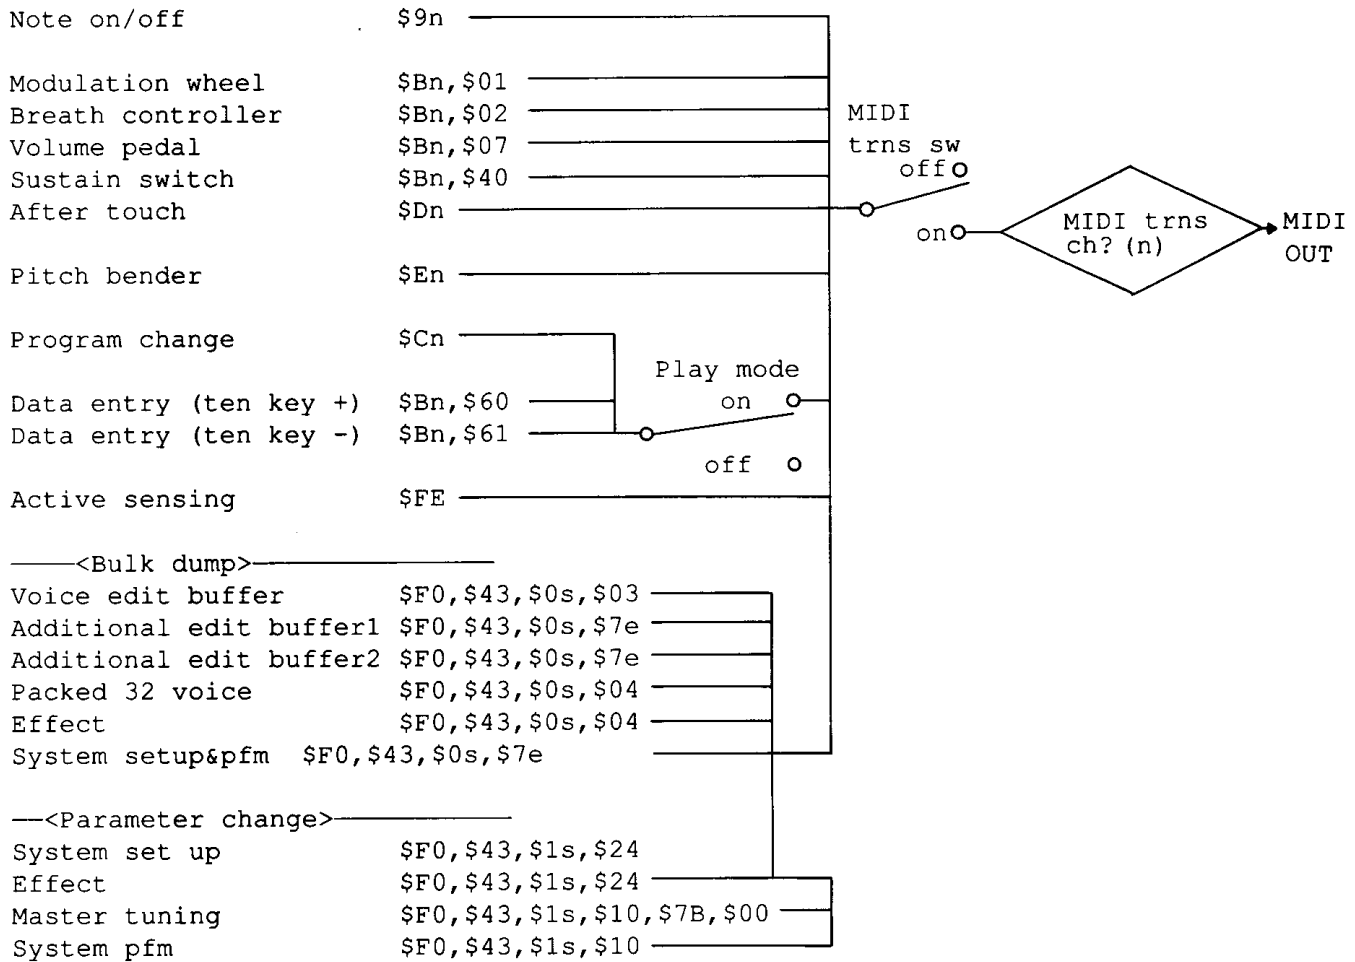 Note on/off $9n
Modulation wheel $Bn,$01
Breath controller $Bn,$02
Volume pedal $Bn,$07
Sustain switch $Bn,$40
After touch $Dn
MIDI
trns sw
off
on
MIDI trns
ch? (n)
MIDI
OUT
Pitch bender $En
Program change $Cn
Play mode
on
off
Data entry (ten key +) $Bn,$60
Data entry (ten key -) $Bn,$61
Active sensing $FE
<Bulk dump>
Voice edit buffer $F0,$43,$0s,$03
Additional edit buffer1 $F0,$43,$0s,$7e
Additional edit buffer2 $F0,$43,$0s,$7e
Packed 32 voice $F0,$43,$0s,$04
Effect $F0,$43,$0s,$04
System setup&pfm $F0,$43,$0s,$7e
<Parameter change>
System set up $F0,$43,$1s,$24
Effect $F0,$43,$1s,$24
Master tuning $F0,$43,$1s,$10,$7B,$00
System pfm $F0,$43,$1s,$10